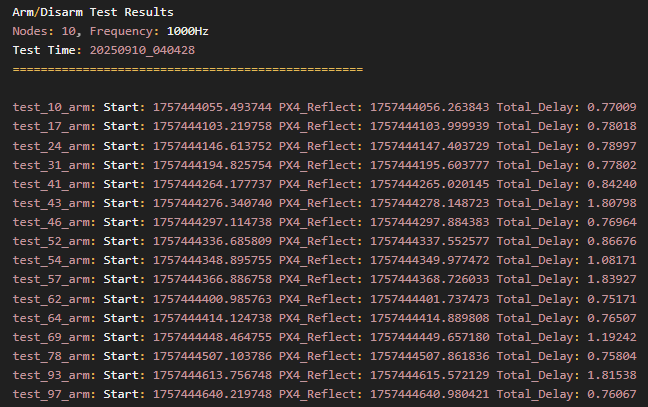 Arm/Disarm Test Results
Nodes: 10, Frequency: 1000Hz
Test Time: 20250910_040428
==================================================
test_10_arm: Start: 1757444055.493744 PX4_Reflect: 1757444056.263843 Total_Delay: 0.77009
test_17_arm: Start: 1757444103.219758 PX4_Reflect: 1757444103.999939 Total_Delay: 0.78018
test_24_arm: Start: 1757444146.613752 PX4_Reflect: 1757444147.403729 Total_Delay: 0.78997
test_31_arm: Start: 1757444194.825754 PX4_Reflect: 1757444195.603777 Total_Delay: 0.77802
test_41_arm: Start: 1757444264.177737 PX4_Reflect: 1757444265.020145 Total_Delay: 0.84240
test_43_arm: Start: 1757444276.340740 PX4_Reflect: 1757444278.148723 Total_Delay: 1.80798
test_46_arm: Start: 1757444297.114738 PX4_Reflect: 1757444297.884383 Total_Delay: 0.76964
test_52_arm: Start: 1757444336.685809 PX4_Reflect: 1757444337.552577 Total_Delay: 0.86676
test_54_arm: Start: 1757444348.895755 PX4_Reflect: 1757444349.977472 Total_Delay: 1.08171
test_57_arm: Start: 1757444366.886758 PX4_Reflect: 1757444368.726033 Total_Delay: 1.83927
test_62_arm: Start: 1757444400.985763 PX4_Reflect: 1757444401.737473 Total_Delay: 0.75171
test_64_arm: Start: 1757444414.124738 PX4_Reflect: 1757444414.889808 Total_Delay: 0.76507
test_69_arm: Start: 1757444448.464755 PX4_Reflect: 1757444449.657180 Total_Delay: 1.19242
test_78_arm: Start: 1757444507.103786 PX4_Reflect: 1757444507.861836 Total_Delay: 0.75804
test_93_arm: Start: 1757444613.756748 PX4_Reflect: 1757444615.572129 Total_Delay: 1.81538
test_97_arm: Start: 1757444640.219748 PX4_Reflect: 1757444640.980421 Total_Delay: 0.76067